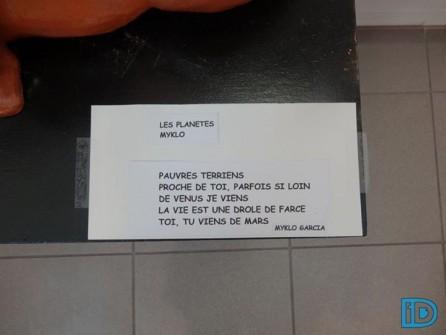 LES PLANETES
MYKLO
PAUVRES TERRIENS
PROCHE DE TOI, PARFOIS SI LOIN
DE VENUS JE VIENS
LA VIE EST UNE DROLE DE FARCE
TOI, TU VIENS DE MARS
MYKLO GARCIA
iD